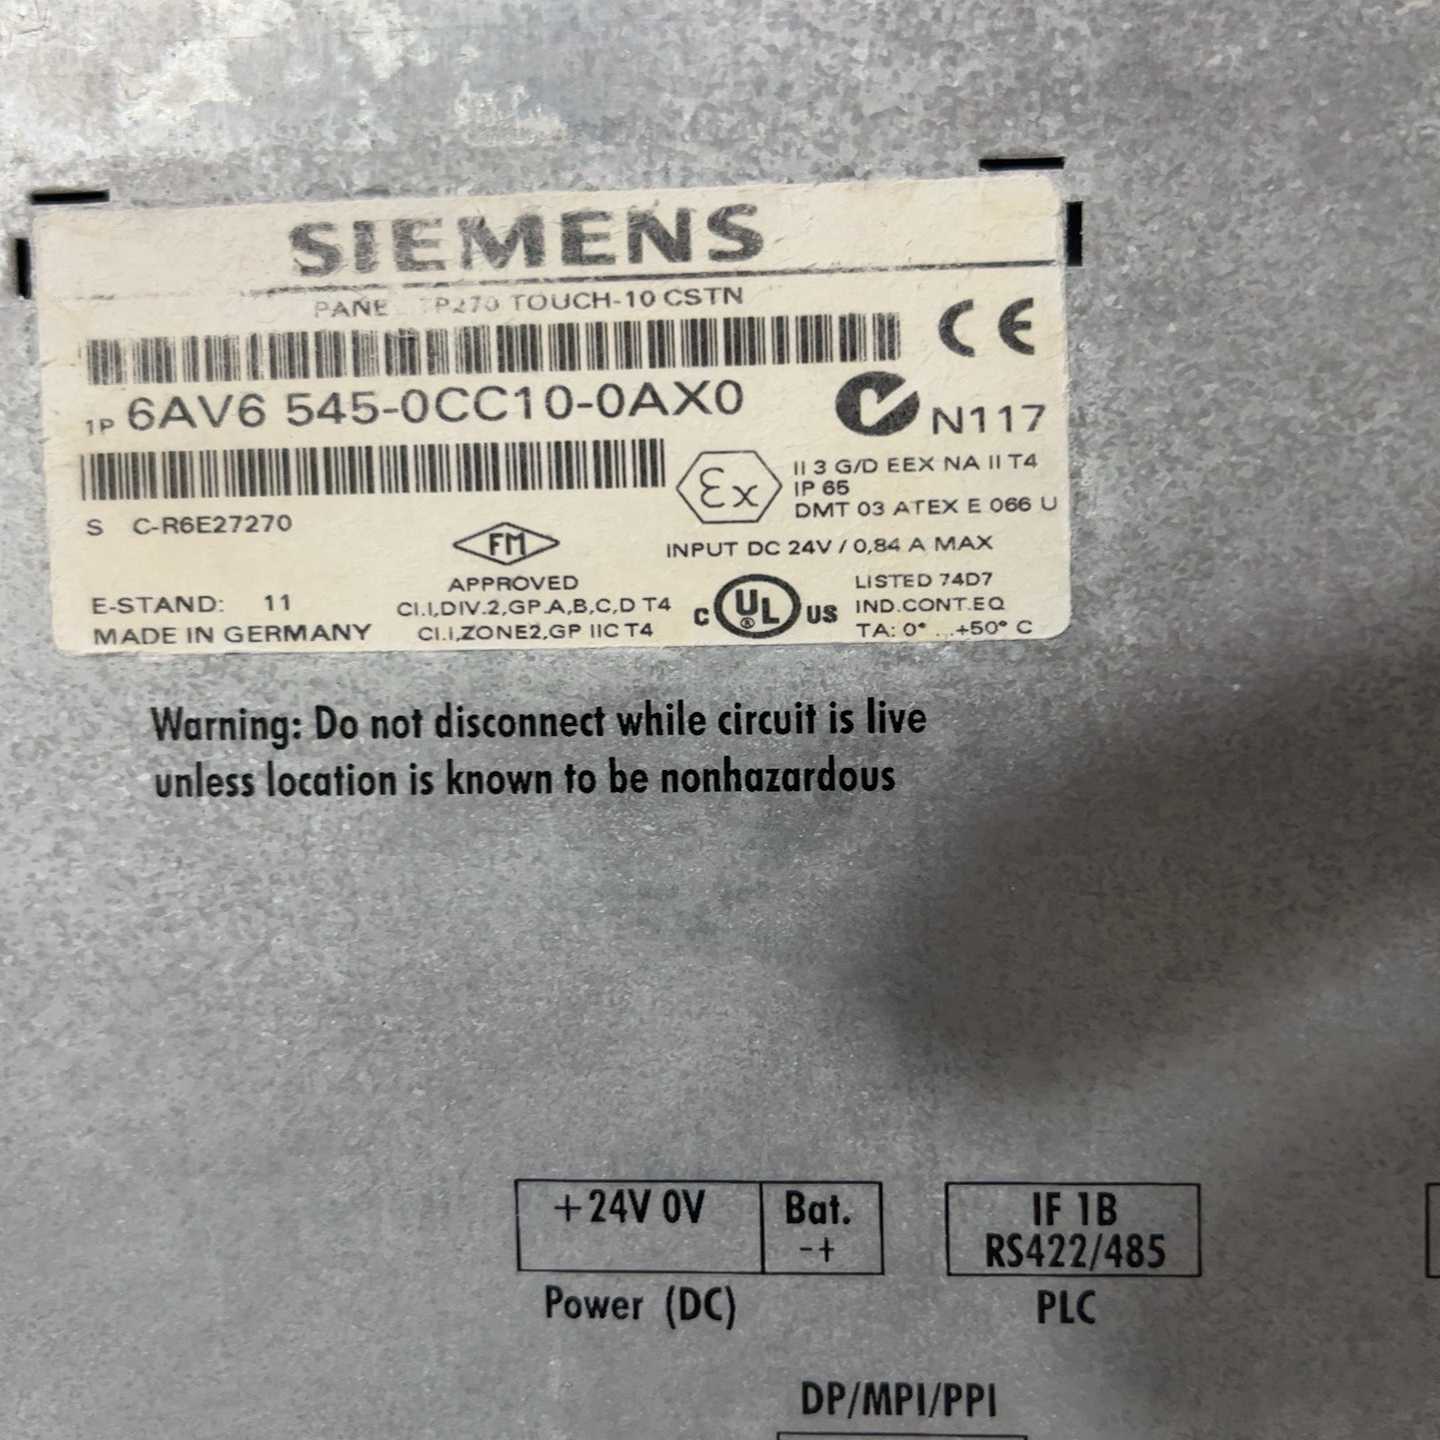 SIEMENS
PANE TP270 TOUCH-10 CSTN
CE
1P 6AV6 545-0CC10-0AX0
N117
Ex II 3 G/D EEX NA II T4
IP 65
DMT 03 ATEX E 066 U
S C-R6E27270
FM
INPUT DC 24V / 0,84 A MAX
APPROVED
CI.I,DIV.2,GP.A,B,C,D T4
CI.I,ZONE2,GP IIC T4
E-STAND: 11
MADE IN GERMANY
C UL ® US
LISTED 74D7
IND.CONT.EQ
TA: 0° ...+50° C
Warning: Do not disconnect while circuit is live
unless location is known to be nonhazardous
+24V 0V
Bat.
-+
IF 1B
RS422/485
Power (DC)
PLC
DP/MPI/PPI